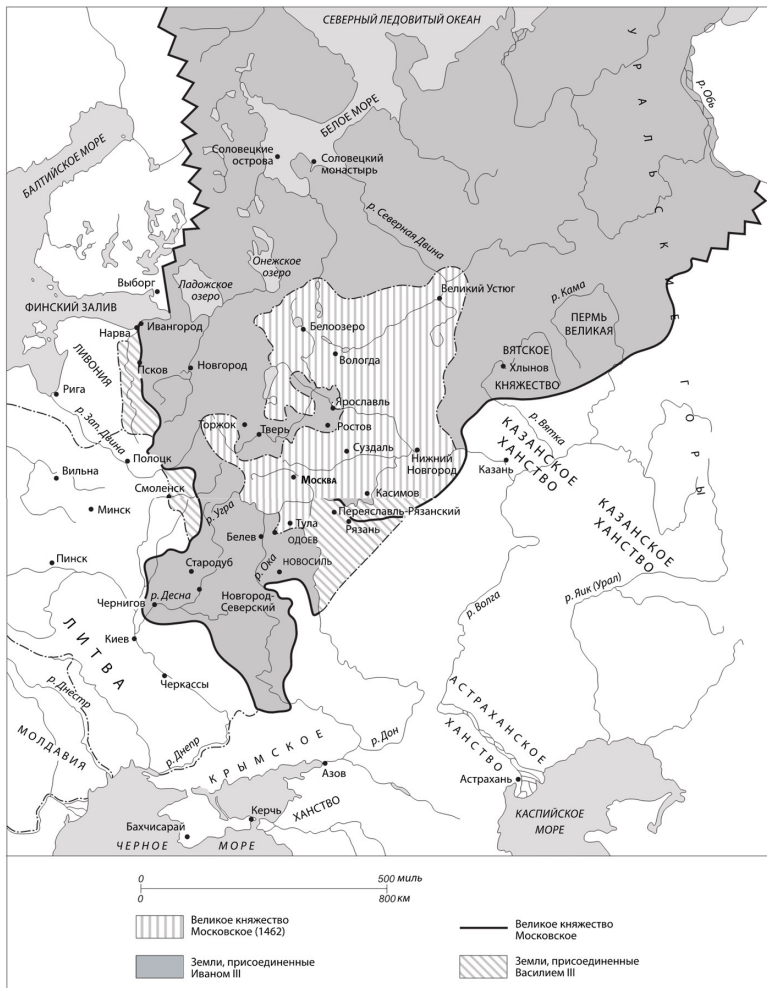 СЕВЕРНЫЙ ЛЕДОВИТЫЙ ОКЕАН
УРАЛЬСКИЕ ГОРЫ
р. Обь
БЕЛОЕ МОРЕ
БАЛТИЙСКОЕ МОРЕ
Соловецкие
острова
Соловецкий
монастырь
р. Северная Двина
Онежское
озеро
Ладожское
озеро
Выборг
Великий Устюг
р. Кама
ФИНСКИЙ ЗАЛИВ
Ивангород
Нарва
Белоозеро
ПЕРМЬ
ВЕЛИКАЯ
ЛИВОНИЯ
Псков
Новгород
Вологда
ВЯТСКОЕ
Хлынов
КНЯЖЕСТВО
Рига
Ярославль
р. Зап. Двина
Торжок
Тверь
Ростов
р. Вятка
Полоцк
Суздаль
Нижний
Новгород
КАЗАНСКОЕ
ХАНСТВО
Казань
Вильна
Смоленск
Москва
Касимов
КАЗАНСКОЕ
ХАНСТВО
Минск
р. Угра
Переяславль-Рязанский
Тула
Рязань
Белев
ОДОЕВ
Пинск
Стародуб
р. Ока
НОВОСИЛЬ
р. Десна
Новгород-
Северский
Чернигов
р. Волга
р. Яик (Урал)
Киев
ЛИТВА
Черкассы
р. Днестр
АСТРАХАНСКОЕ
ХАНСТВО
МОЛДАВИЯ
р. Днепр
р. Дон
КРЫМСКОЕ
Азов
Астрахань
Керчь
ХАНСТВО
КАСПИЙСКОЕ
МОРЕ
Бахчисарай
ЧЕРНОЕ МОРЕ
0 500 миль
0 800 км
Великое княжество
Московское (1462)
Великое княжество
Московское
Земли, присоединенные
Иваном III
Земли, присоединенные
Василием III